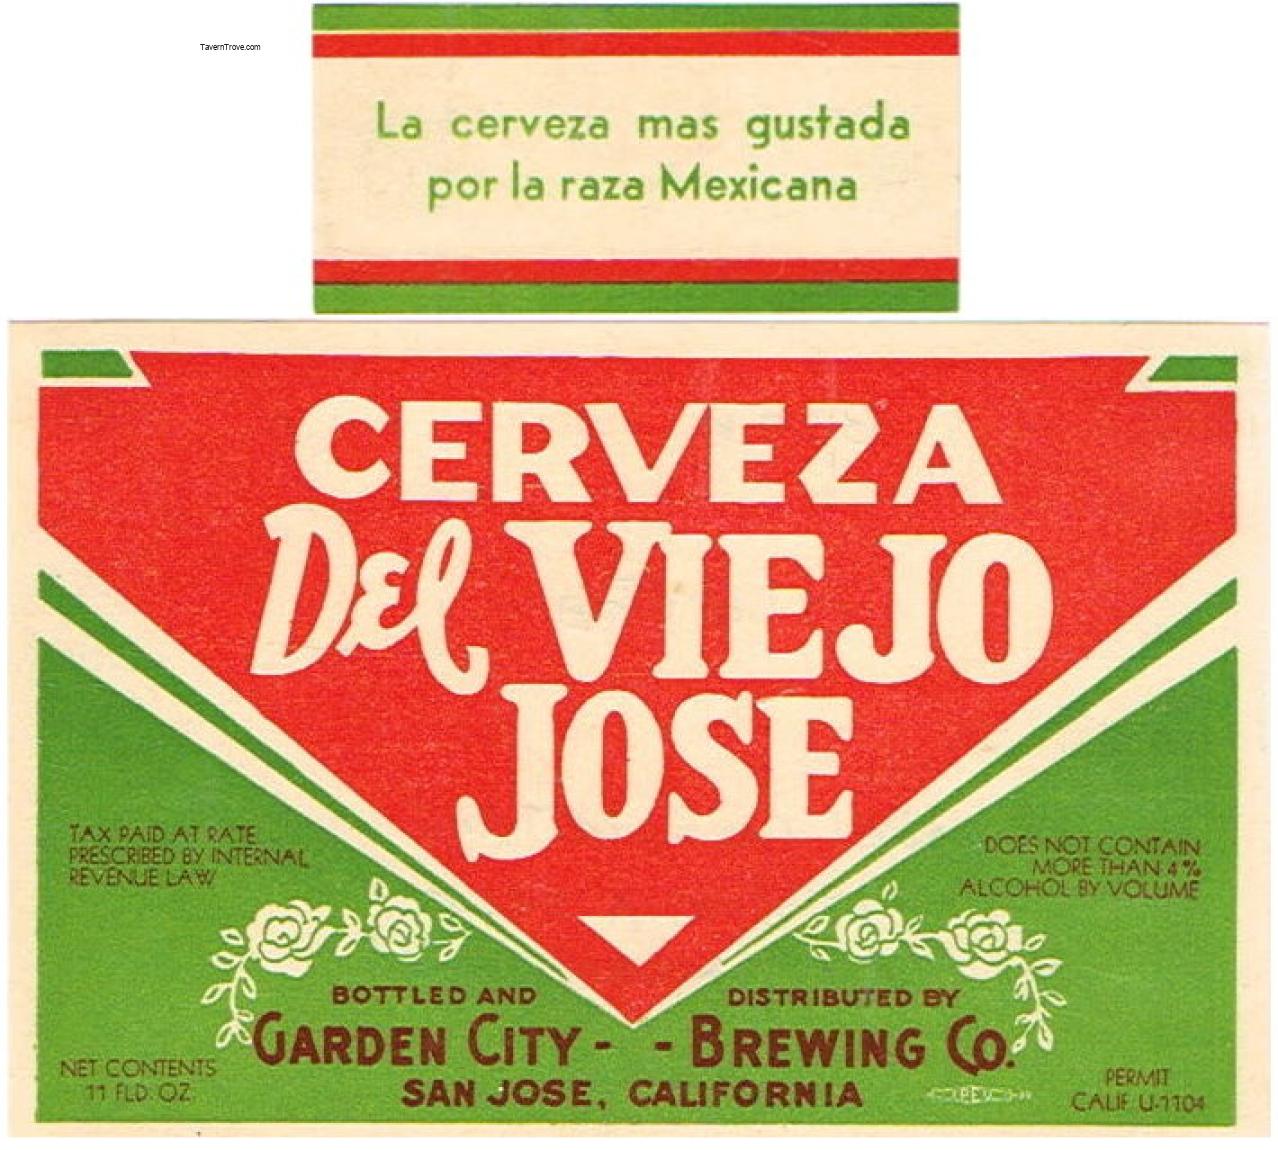 TavernTrove.com
La cerveza mas gustada
por la raza Mexicana
CERVEZA
Del VIEJO
JOSE
TAX PAID AT RATE
PRESCRIBED BY INTERNAL
REVENUE LAW
DOES NOT CONTAIN
MORE THAN 4%
ALCOHOL BY VOLUME
BOTTLED AND DISTRIBUTED BY
GARDEN CITY - - BREWING CO.
SAN JOSE, CALIFORNIA
NET CONTENTS
11 FLD. OZ.
PERMIT
CALIF U-1104